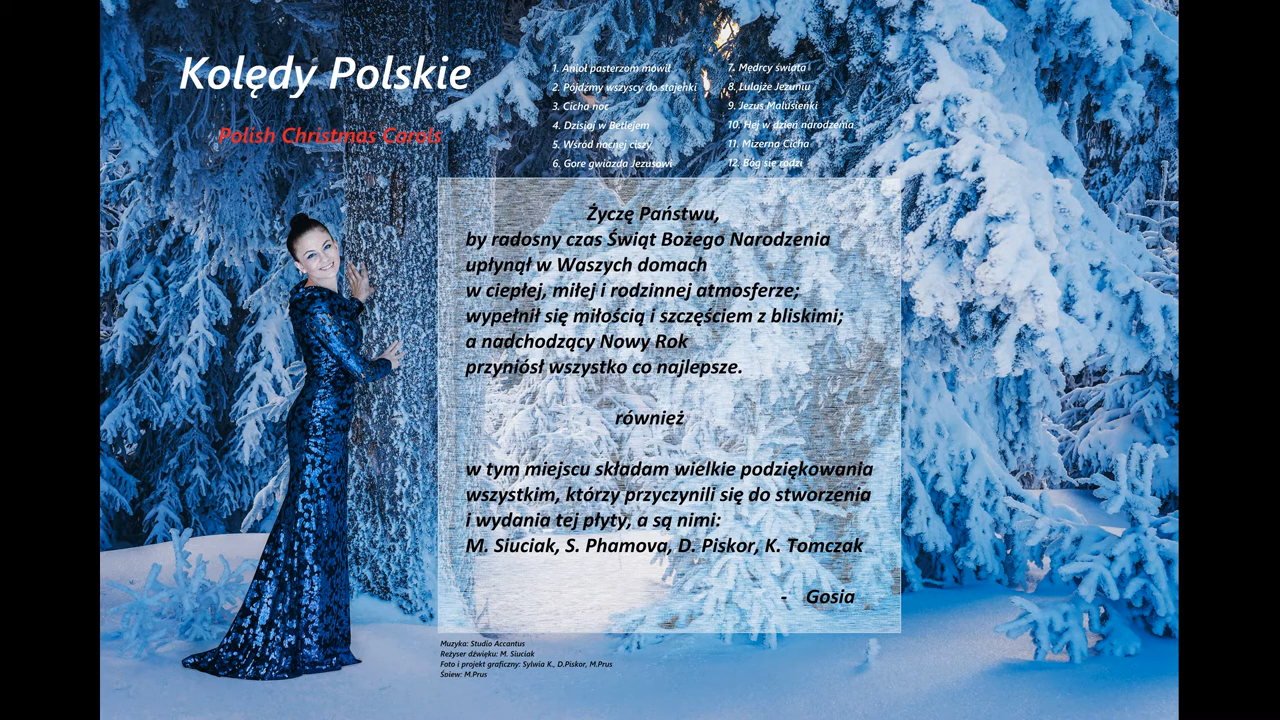 Kolędy Polskie
Polish Christmas Carols
1. Anioł pasterzom mówił
2. Pójdźmy wszyscy do stajenki
3. Cicha noc
4. Dzisiaj w Betlejem
5. Wśród nocnej ciszy
6. Gore gwiazda Jezusowi
7. Mędrcy świata
8. Lulajże Jezuniu
9. Jezus Malusieńki
10. Hej w dzień narodzenia
11. Mizerna Cicha
12. Bóg się rodzi
Życzę Państwu,
by radosny czas Świąt Bożego Narodzenia
upłynął w Waszych domach
w ciepłej, miłej i rodzinnej atmosferze;
wypełnił się miłością i szczęściem z bliskimi;
a nadchodzący Nowy Rok
przyniósł wszystko co najlepsze.
również
w tym miejscu składam wielkie podziękowania
wszystkim, którzy przyczynili się do stworzenia
i wydania tej płyty, a są nimi:
M. Siuciak, S. Phamova, D. Piskor, K. Tomczak
- Gosia
Muzyka: Studio Accantus
Reżyser dźwięku: M. Siuciak
Foto i projekt graficzny: Sylwia K., D.Piskor, M.Prus
Śpiew: M.Prus